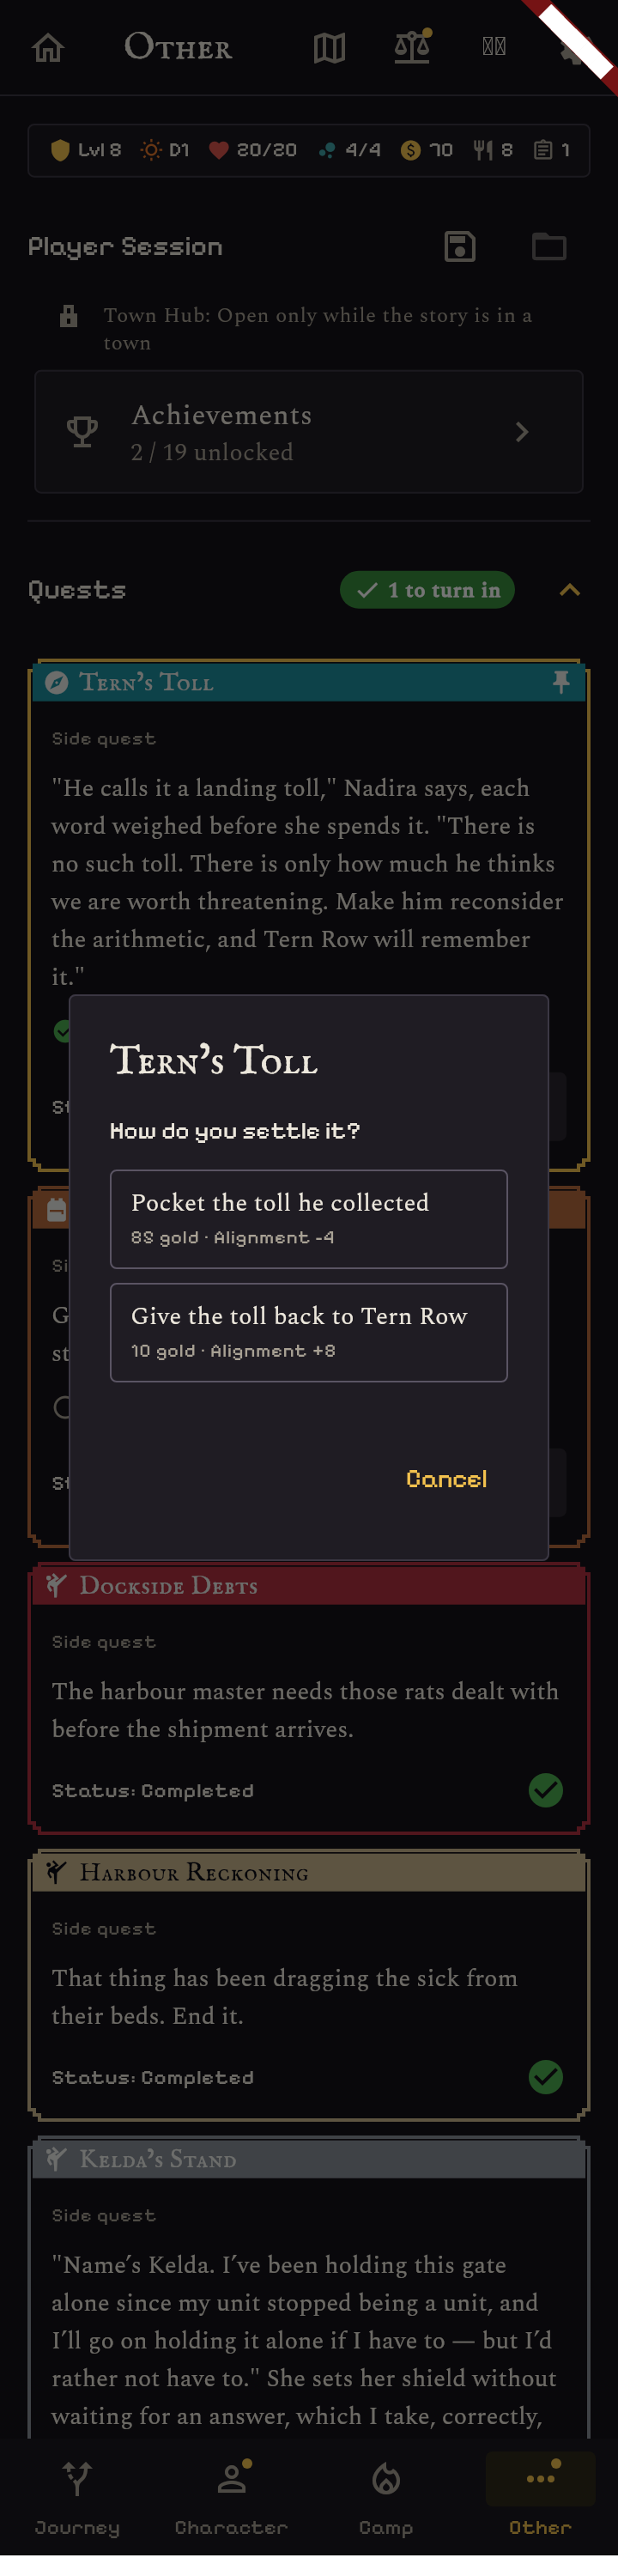 Other
Lvl 8 D1 20/20 4/4 70 8 1
Player Session
Town Hub: Open only while the story is in a
town
Achievements
2 / 19 unlocked
Quests
1 to turn in
Tern's Toll
Side quest
"He calls it a landing toll," Nadira says, each
word weighed before she spends it. "There is
no such toll. There is only how much he thinks
we are worth threatening. Make him reconsider
the arithmetic, and Tern Row will remember
it."
Tern's Toll
How do you settle it?
Pocket the toll he collected
gold · Alignment -4
Give the toll back to Tern Row
10 gold · Alignment +8
Cancel
Dockside Debts
Side quest
The harbour master needs those rats dealt with
before the shipment arrives.
Status: Completed
Harbour Reckoning
Side quest
That thing has been dragging the sick from
their beds. End it.
Status: Completed
Kelda's Stand
Side quest
"Name's Kelda. I've been holding this gate
alone since my unit stopped being a unit, and
I'll go on holding it alone if I have to — but I'd
rather not have to." She sets her shield without
waiting for an answer, which I take, correctly,
Journey Character Camp Other